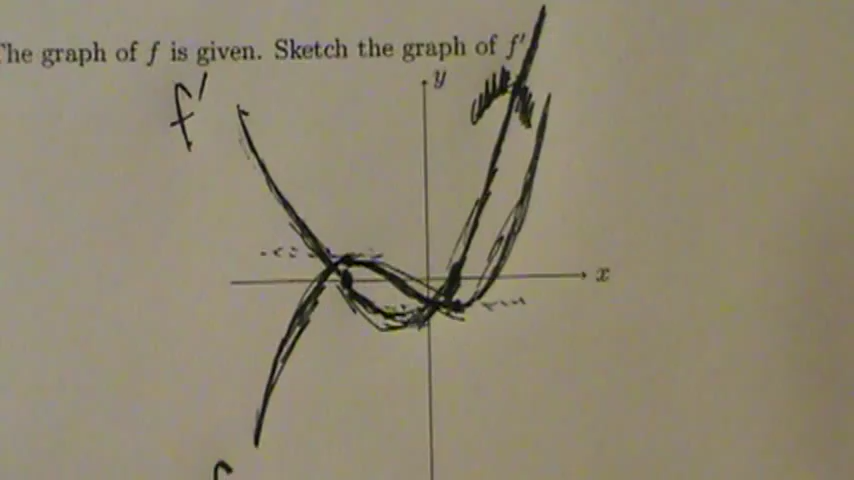 The graph of f is given. Sketch the graph of f'
y
f'
x